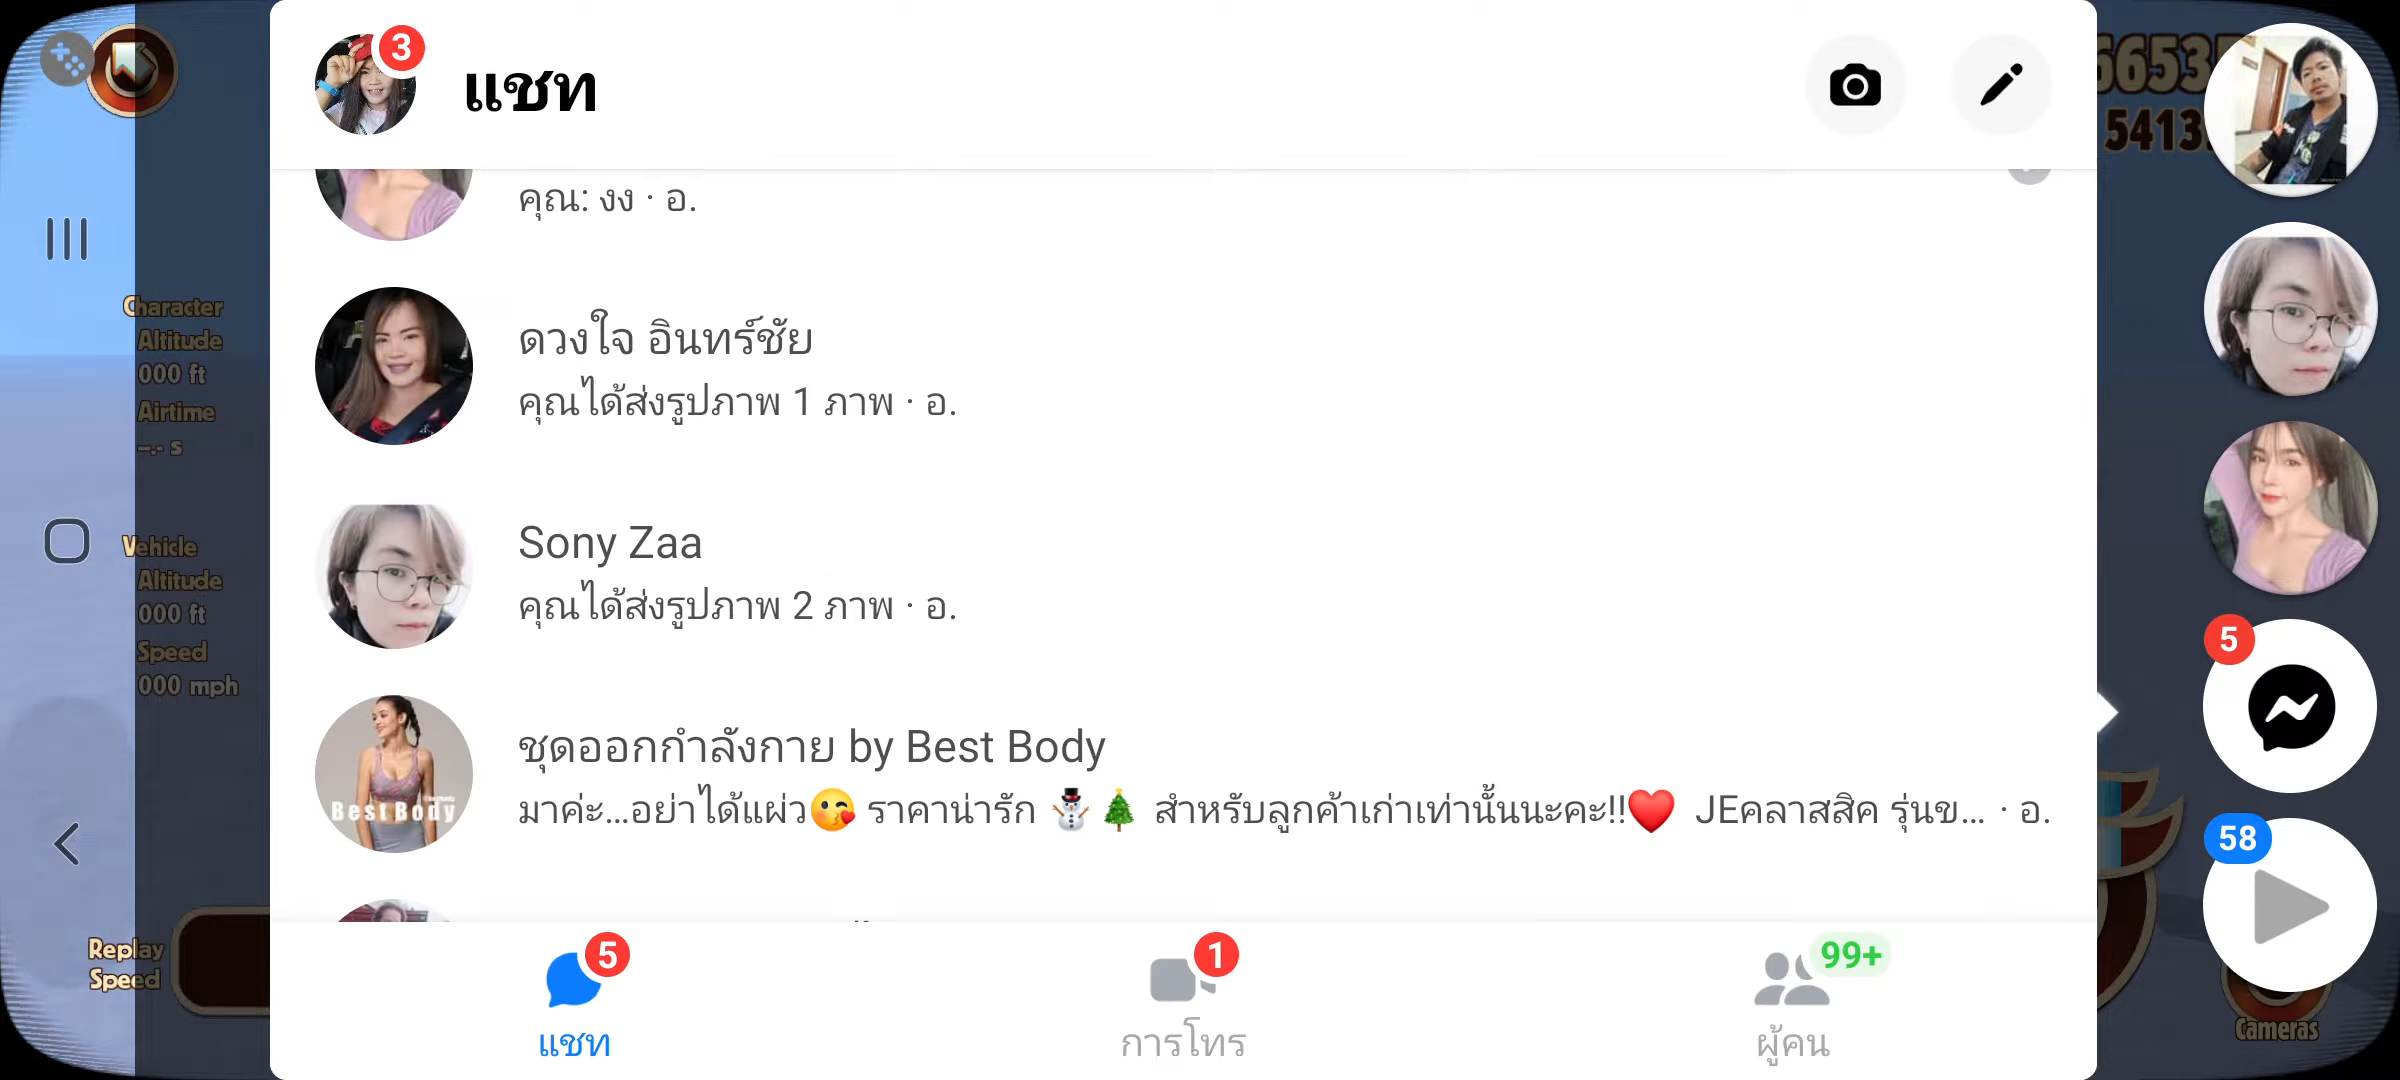 3
แชท
คุณ: งง · อ.
ดวงใจ อินทร์ชัย
คุณได้ส่งรูปภาพ 1 ภาพ · อ.
Sony Zaa
คุณได้ส่งรูปภาพ 2 ภาพ · อ.
ชุดออกกำลังกาย by Best Body
มาค่ะ...อย่าได้แผ่ว😘 ราคาน่ารัก ⛄🎄 สำหรับลูกค้าเก่าเท่านั้นนะคะ!!❤️ JEคลาสสิค รุ่นข... · อ.
Best Body
5
แชท
1
การโทร
99+
ผู้คน
Character
Altitude
000 ft
Airtime
-.- s
Vehicle
Altitude
000 ft
Speed
000 mph
Replay
Speed
5413
5
58
Cameras